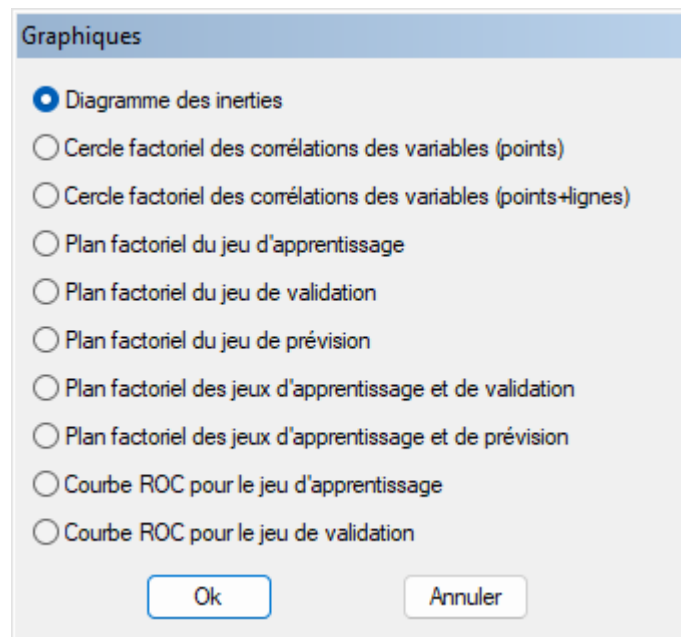 Graphiques
Diagramme des inerties
Cercle factoriel des corrélations des variables (points)
Cercle factoriel des corrélations des variables (points+lignes)
Plan factoriel du jeu d'apprentissage
Plan factoriel du jeu de validation
Plan factoriel du jeu de prévision
Plan factoriel des jeux d'apprentissage et de validation
Plan factoriel des jeux d'apprentissage et de prévision
Courbe ROC pour le jeu d'apprentissage
Courbe ROC pour le jeu de validation
Ok Annuler